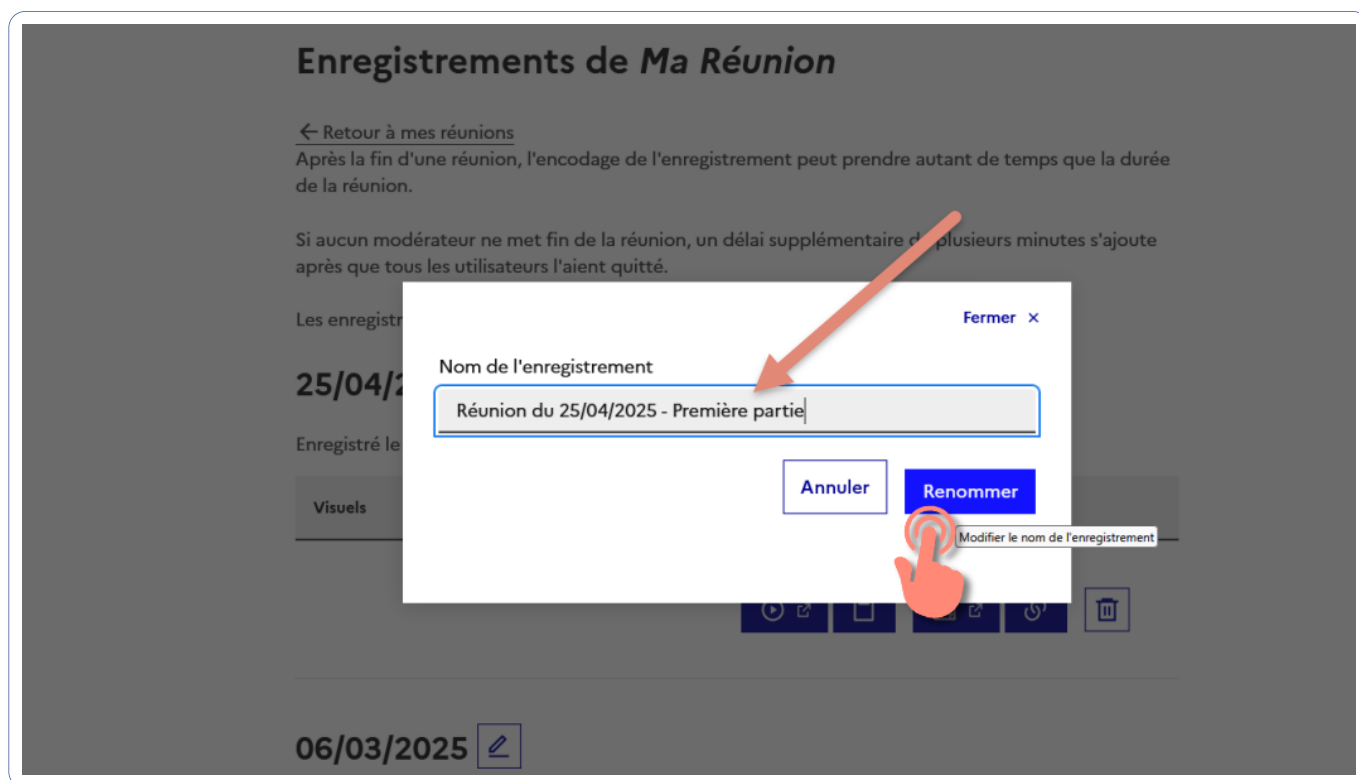 Enregistrements de Ma Réunion
← Retour à mes réunions
Après la fin d'une réunion, l'encodage de l'enregistrement peut prendre autant de temps que la durée
de la réunion.
Si aucun modérateur ne met fin de la réunion, un délai supplémentaire de plusieurs minutes s'ajoute
après que tous les utilisateurs l'aient quitté.
Les
Fermer ×
Nom de l'enregistrement
25/04/
Réunion du 25/04/2025 - Première partie
Enregistré le
Annuler
Renommer
Visuels
Modifier le nom de l'enregistrement
06/03/2025